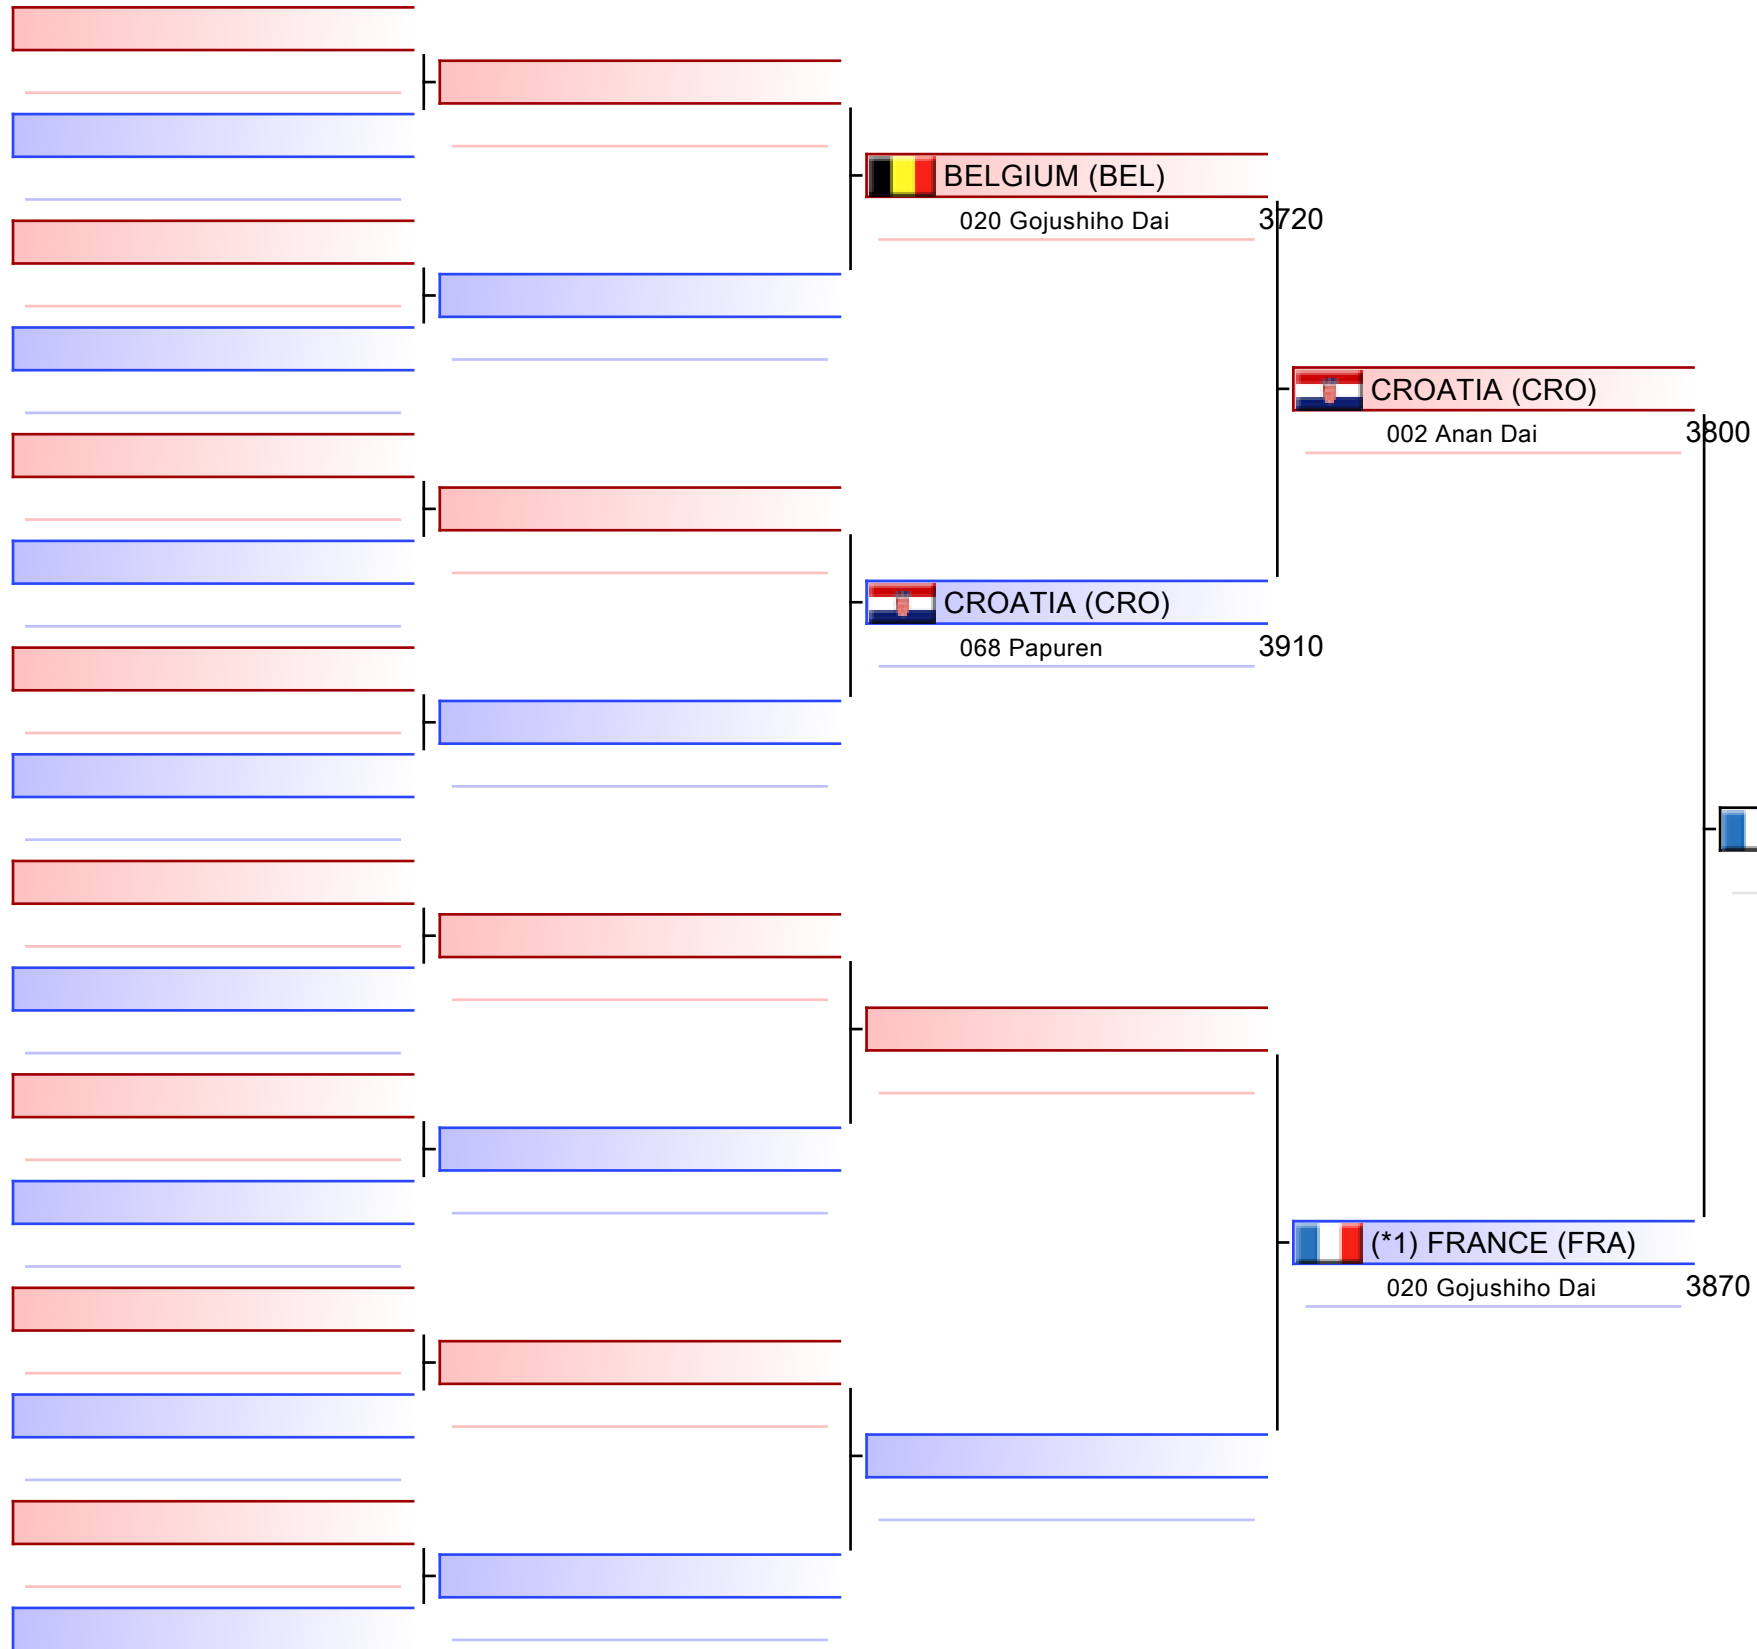 BELGIUM (BEL)
020 Gojushiho Dai 3720
CROATIA (CRO)
002 Anan Dai 3800
CROATIA (CRO)
068 Papuren 3910
(*1) FRANCE (FRA)
020 Gojushiho Dai 3870